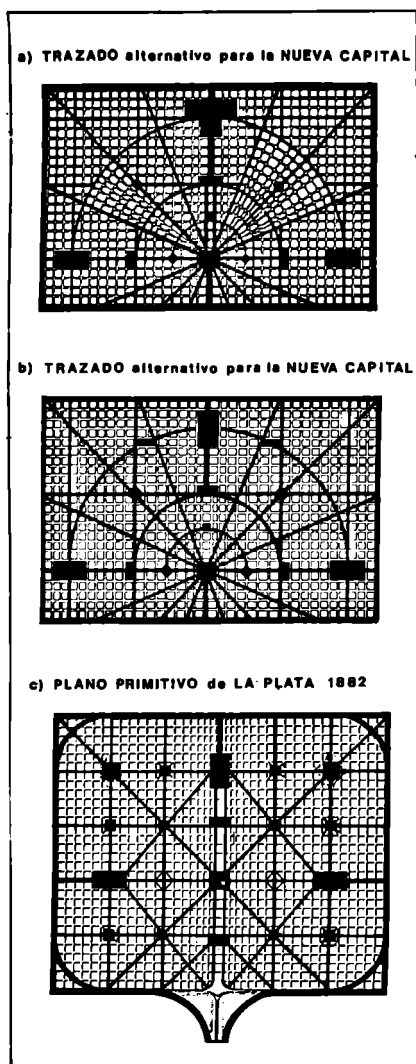 a) TRAZADO alternativo para la NUEVA CAPITAL
b) TRAZADO alternativo para la NUEVA CAPITAL
c) PLANO PRIMITIVO de LA PLATA 1882